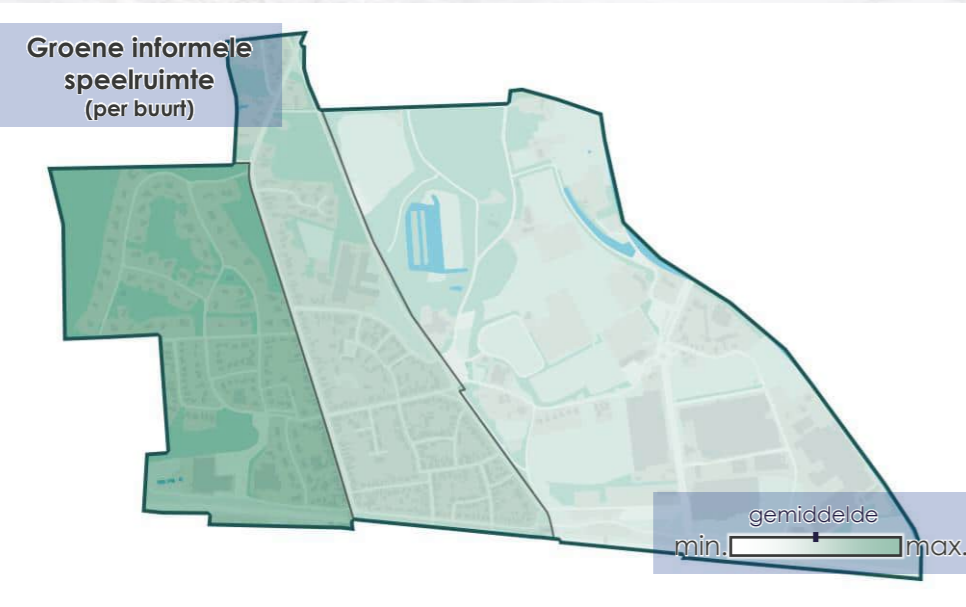 Groene informele
speelruimte
(per buurt)
gemiddelde
min. max.